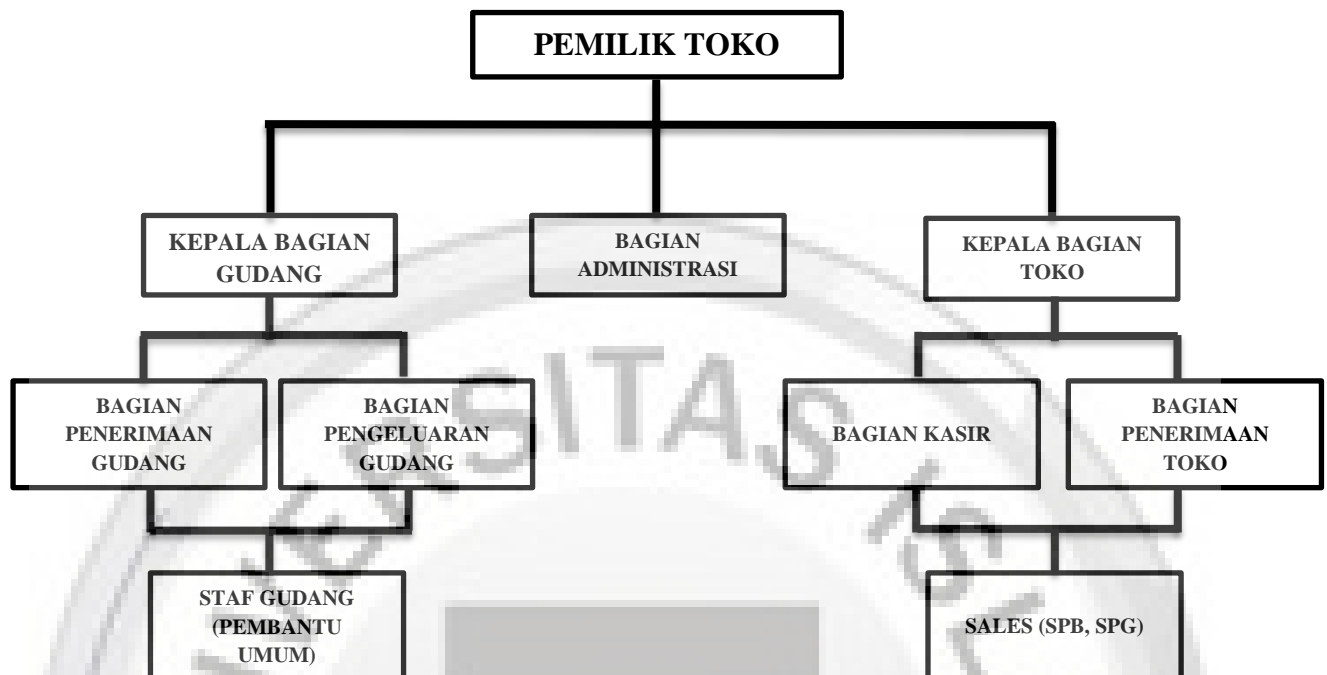 PEMILIK TOKO
KEPALA BAGIAN
GUDANG
BAGIAN
ADMINISTRASI
KEPALA BAGIAN
TOKO
BAGIAN
PENERIMAAN
GUDANG
BAGIAN
PENGELUARAN
GUDANG
BAGIAN KASIR
BAGIAN
PENERIMAAN
TOKO
STAF GUDANG
(PEMBANTU
UMUM)
SALES (SPB, SPG)